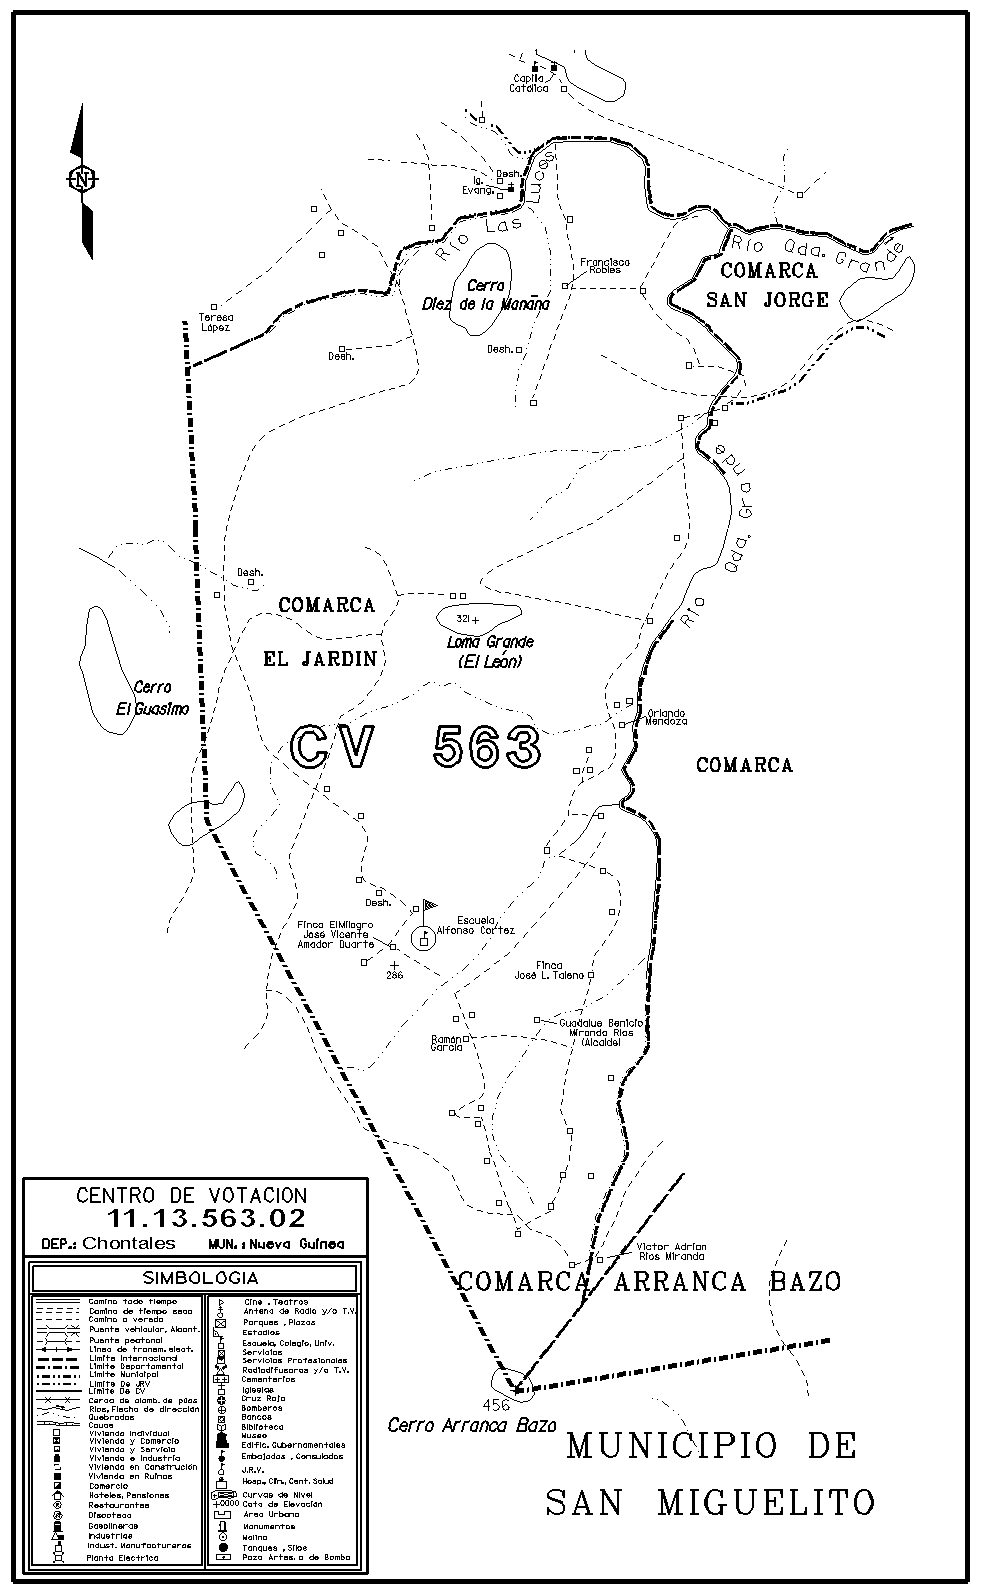 Capilla
Católica
N
Desh.
Ig.
Evang.
Río Las Lucos
Río Qda. Grande
COMARCA
SAN JORGE
Francisca
Robles
Cerro
Diez de la Manãna
Teresa
López
Desh.
Desh.
Río Qda. Grande
Desh.
COMARCA
EL JARDIN
321
Loma Grande
(El León)
Cerro
El Guasimo
Orlando
Mendoza
CV 563
COMARCA
Desh.
Finca ElMilagro
José Vicente
Amador Duarte
Escuela
Alfonso Cortez
286
Finca
José L. Taleno
Guadalue Benicio
Miranda Rios
(Alcalde)
Ramón
García
Victor Adrian
Rios Miranda
COMARCA ARRANCA BAZO
456
Cerro Arranca Bazo
MUNICIPIO DE
SAN MIGUELITO
CENTRO DE VOTACION
11.13.563.02
DEP.: Chontales MUN.: Nueva Guinea
SIMBOLOGIA
Camino todo tiempo
Camino de tiempo seco
Camino o vereda
Puente vehicular, Alcant.
Puente peatonal
Linea de transm. elect.
Limite Internacional
Limite Departamental
Limite Municipal
Limite De JRV
Limite De CV
Cerca de alamb. de púas
Rios, Flecha de dirección
Quebradas
Cauce
Vivienda Individual
Vivienda y Comercio
Vivienda y Servicio
Vivienda e Industria
Vivienda en Construcción
Vivienda en Ruinas
Comercio
Hoteles, Pensiones
Restaurantes
Discoteca
Gasolineras
Industrias
Indust. Manufactureras
Planta Electrica
Cine , Teatros
Antena de Radio y/o T.V.
Parques , Plazas
Estadios
Escuela, Colegio, Univ.
Servicios
Servicios Profesionales
Radiodifusoras y/o T.V.
Cementerios
Iglesias
Cruz Roja
Bomberos
Bancos
Biblioteca
Museo
Edific. Gubernamentales
Embajadas , Consulados
J.R.V.
Hosp., Clin., Cent. Salud
Curvas de Nivel
+0000 Cota de Elevación
Area Urbana
Monumentos
Molino
Tanques , Silos
Pozo Artes. o de Bomba